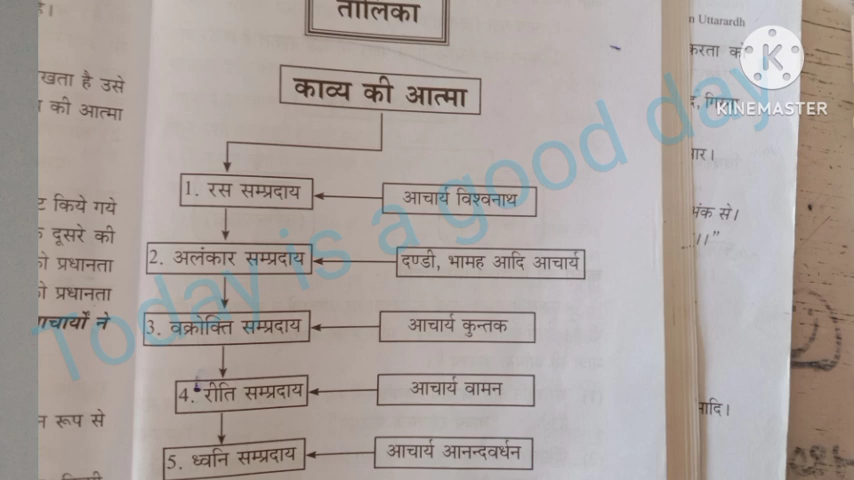 तालिका
n Uttarardh
है।
करता को
KINEMASTER
खता है उसे
काव्य की आत्मा
की आत्मा
Today is a good day
ार।
1. रस सम्प्रदाय
आचार्य विश्वनाथ
ट किये गये
अंक से।
दूसरे की
।।”
2. अलंकार सम्प्रदाय
दण्डी, भामह आदि आचार्य
ो प्रधानता
ो प्रधानता
ाचार्यों ने
3. वक्रोक्ति सम्प्रदाय
आचार्य कुन्तक
4. रीति सम्प्रदाय
आचार्य वामन
न रूप से
आदि।
5. ध्वनि सम्प्रदाय
आचार्य आनन्दवर्धन